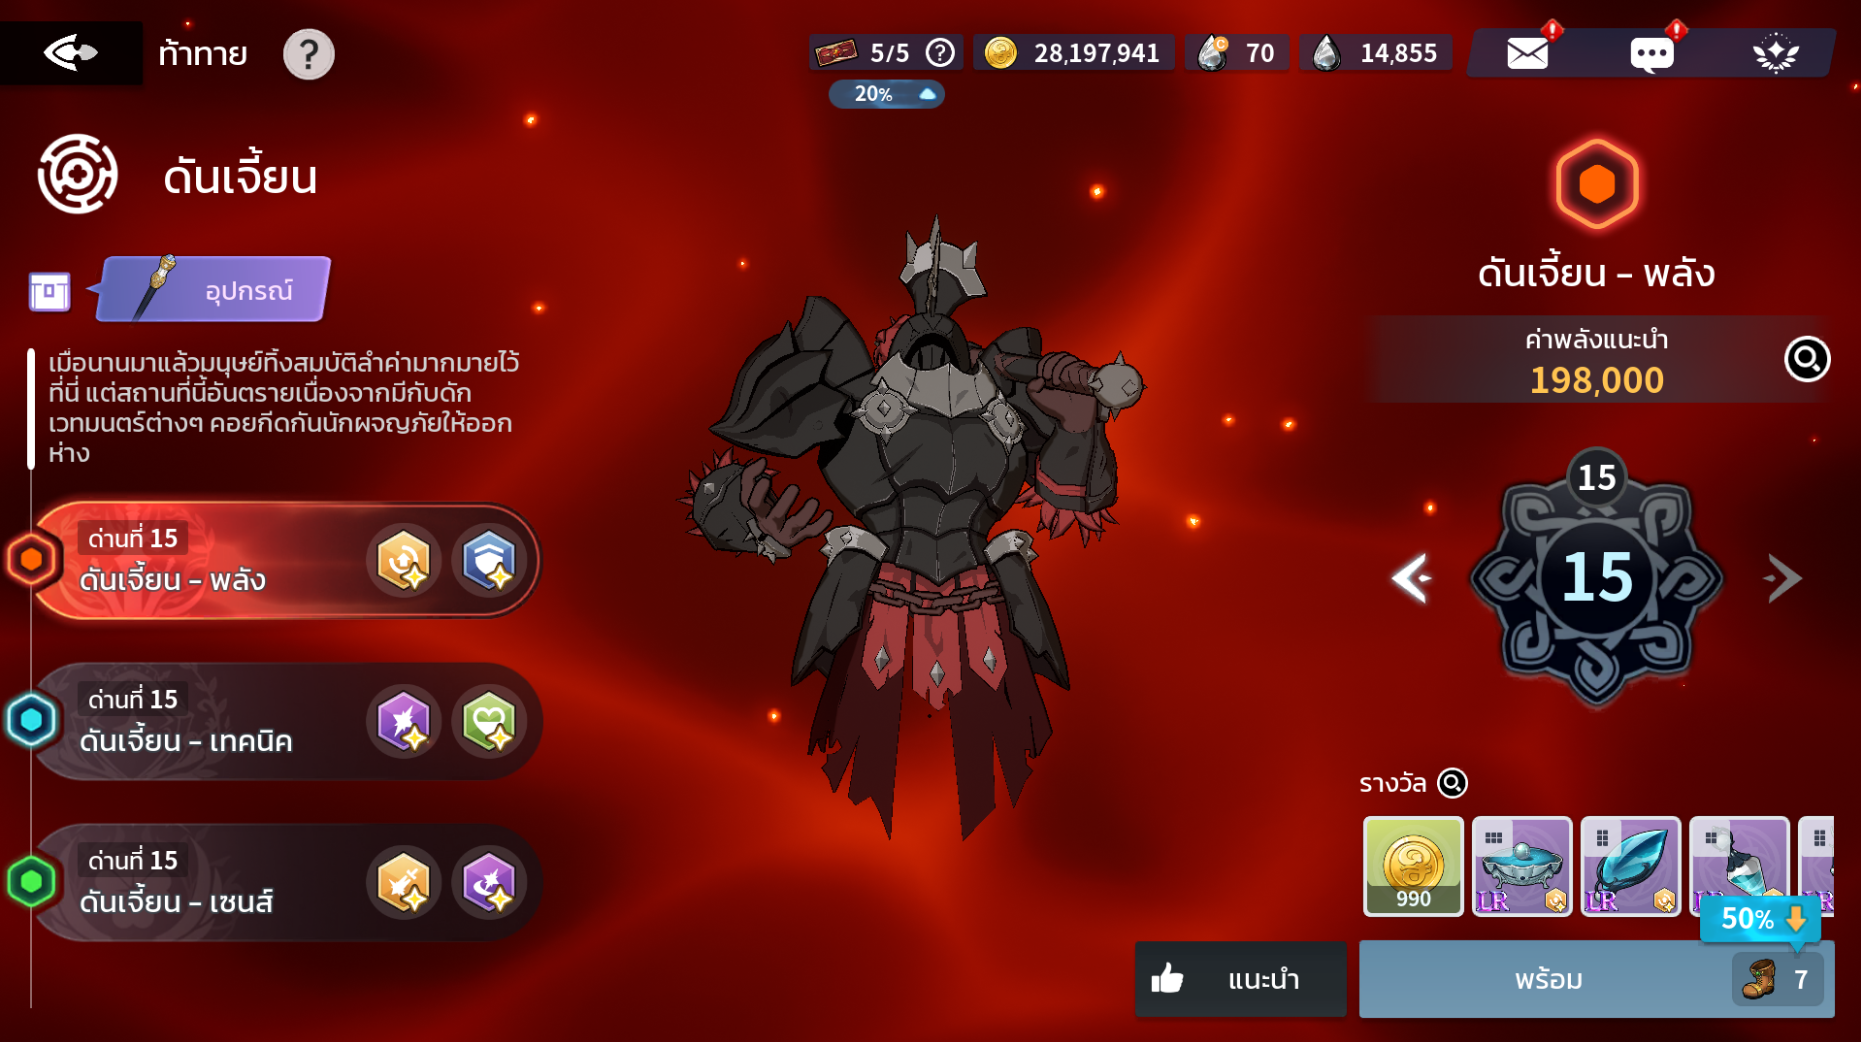 ท้าทาย
?
5/5 ?
28,197,941
70
14,855
20%
ดันเจี้ยน
อุปกรณ์
เมื่อนานมาแล้วมนุษย์ทิ้งสมบัติล้ำค่ามากมายไว้
ที่นี่ แต่สถานที่นี้อันตรายเนื่องจากมีกับดัก
เวทมนตร์ต่างๆ คอยกีดกันนักผจญภัยให้ออก
ห่าง
ด่านที่ 15
ดันเจี้ยน - พลัง
ด่านที่ 15
ดันเจี้ยน - เทคนิค
ด่านที่ 15
ดันเจี้ยน - เซนส์
ดันเจี้ยน - พลัง
ค่าพลังแนะนำ
198,000
15
15
รางวัล
990
LR
LR
50%
แนะนำ
พร้อม
7